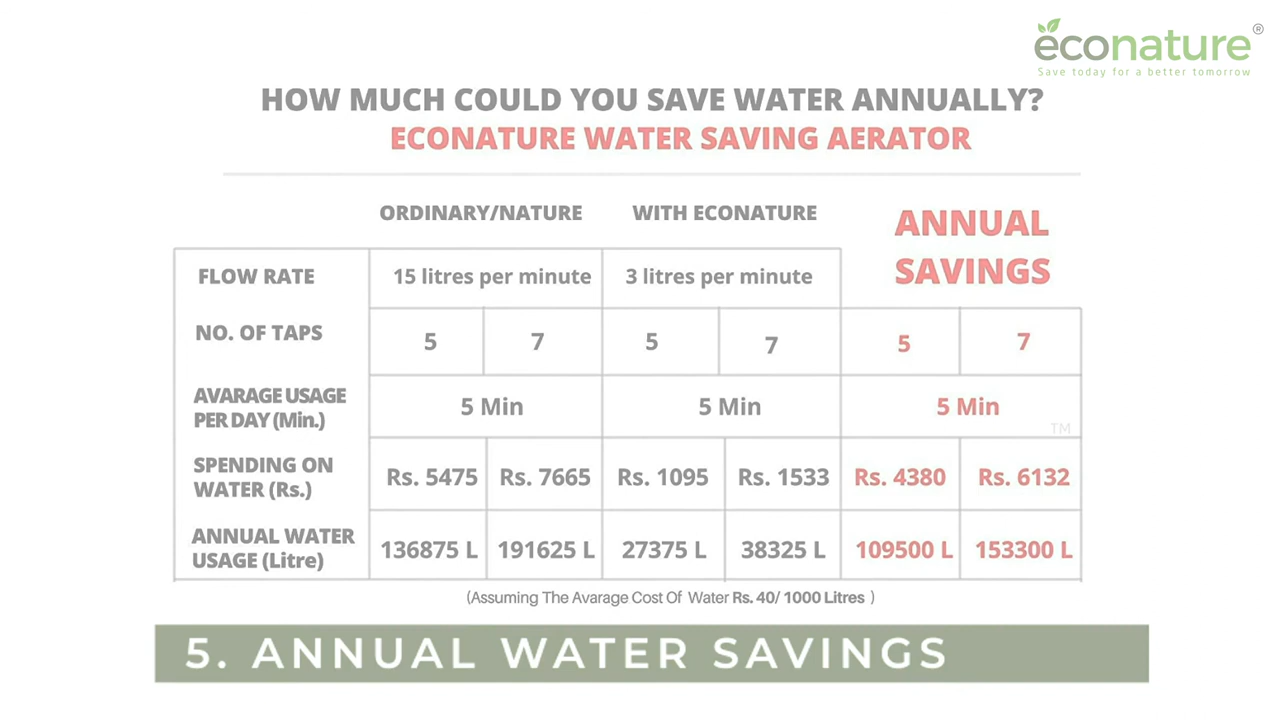 éconature ®
Save today for a better tomorrow
HOW MUCH COULD YOU SAVE WATER ANNUALLY?
ECONATURE WATER SAVING AERATOR
ORDINARY/NATURE WITH ECONATURE ANNUAL
SAVINGS
FLOW RATE 15 litres per minute 3 litres per minute
NO. OF TAPS 5 7 5 7 5 7
AVARAGE USAGE
PER DAY (Min.) 5 Min 5 Min 5 Min
TM
SPENDING ON
WATER (Rs.) Rs. 5475 Rs. 7665 Rs. 1095 Rs. 1533 Rs. 4380 Rs. 6132
ANNUAL WATER
USAGE (Litre) 136875 L 191625 L 27375 L 38325 L 109500 L 153300 L
(Assuming The Avarage Cost Of Water Rs. 40/ 1000 Litres )
5. ANNUAL WATER SAVINGS